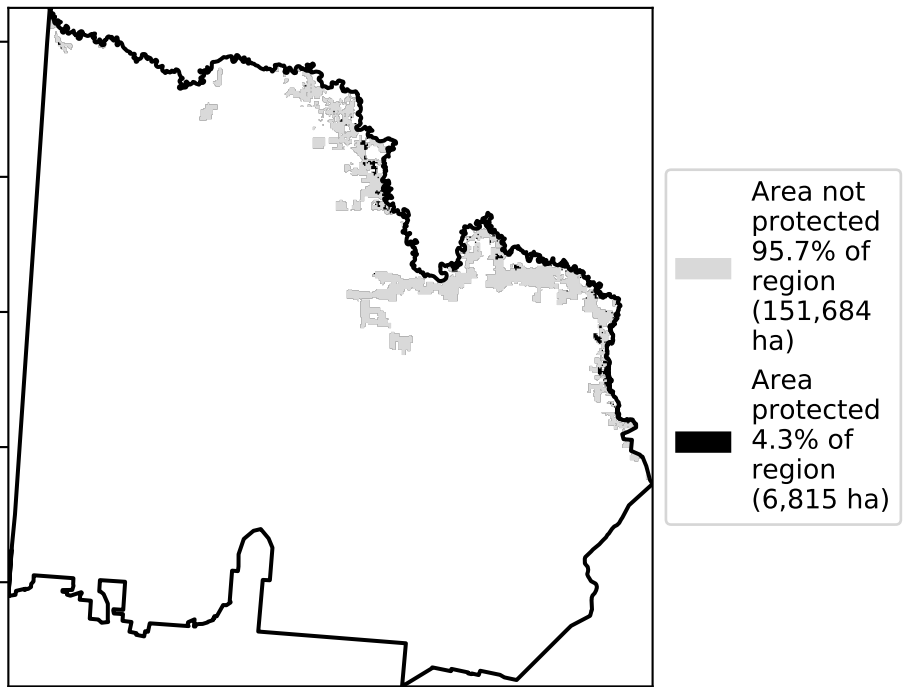 Area not
protected
95.7% of
region
(151,684
ha)
Area
protected
4.3% of
region
(6,815 ha)